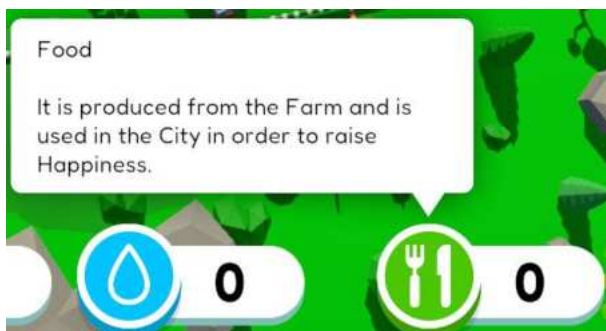 Food
It is produced from the Farm and is
used in the City in order to raise
Happiness.
0 0